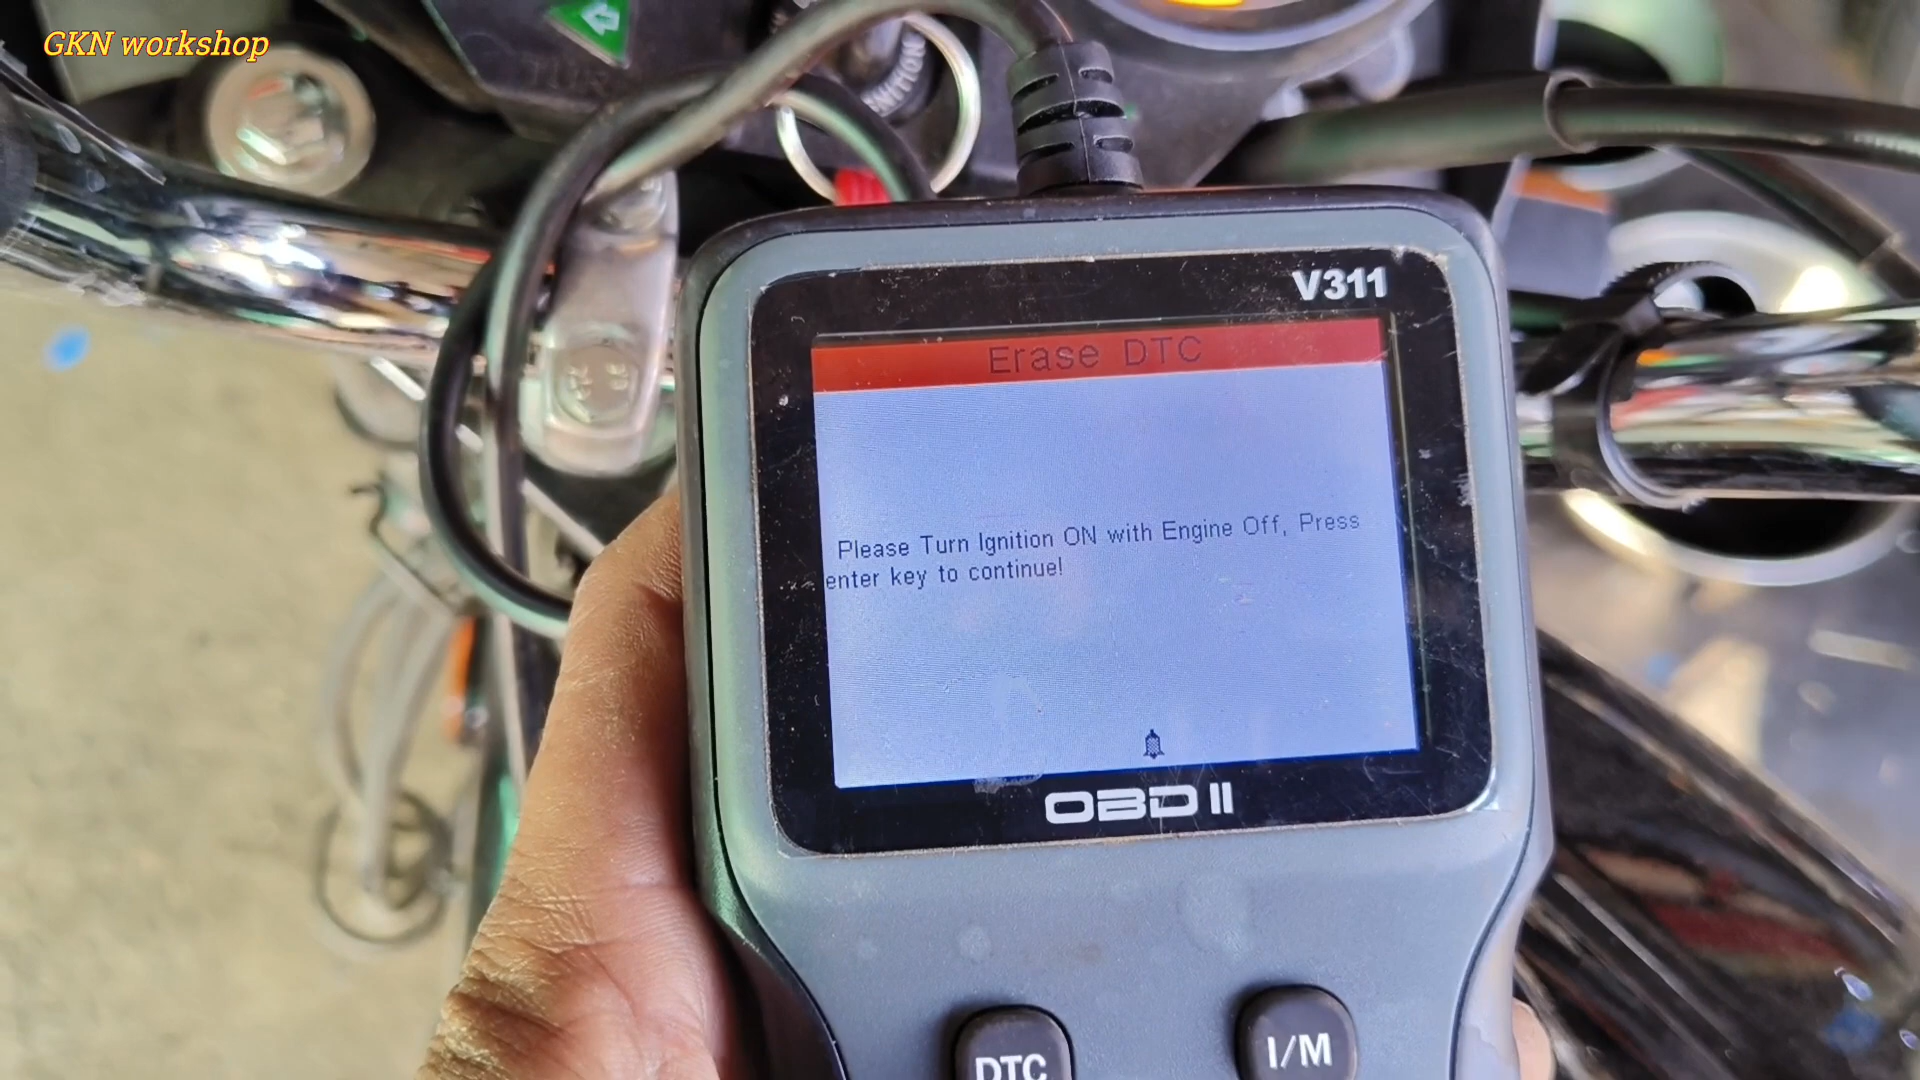 GKN workshop
IGNITION
V311
Erase DTC
Please Turn Ignition ON with Engine Off, Press
enter key to continue!
OBD II
DTC
I/M